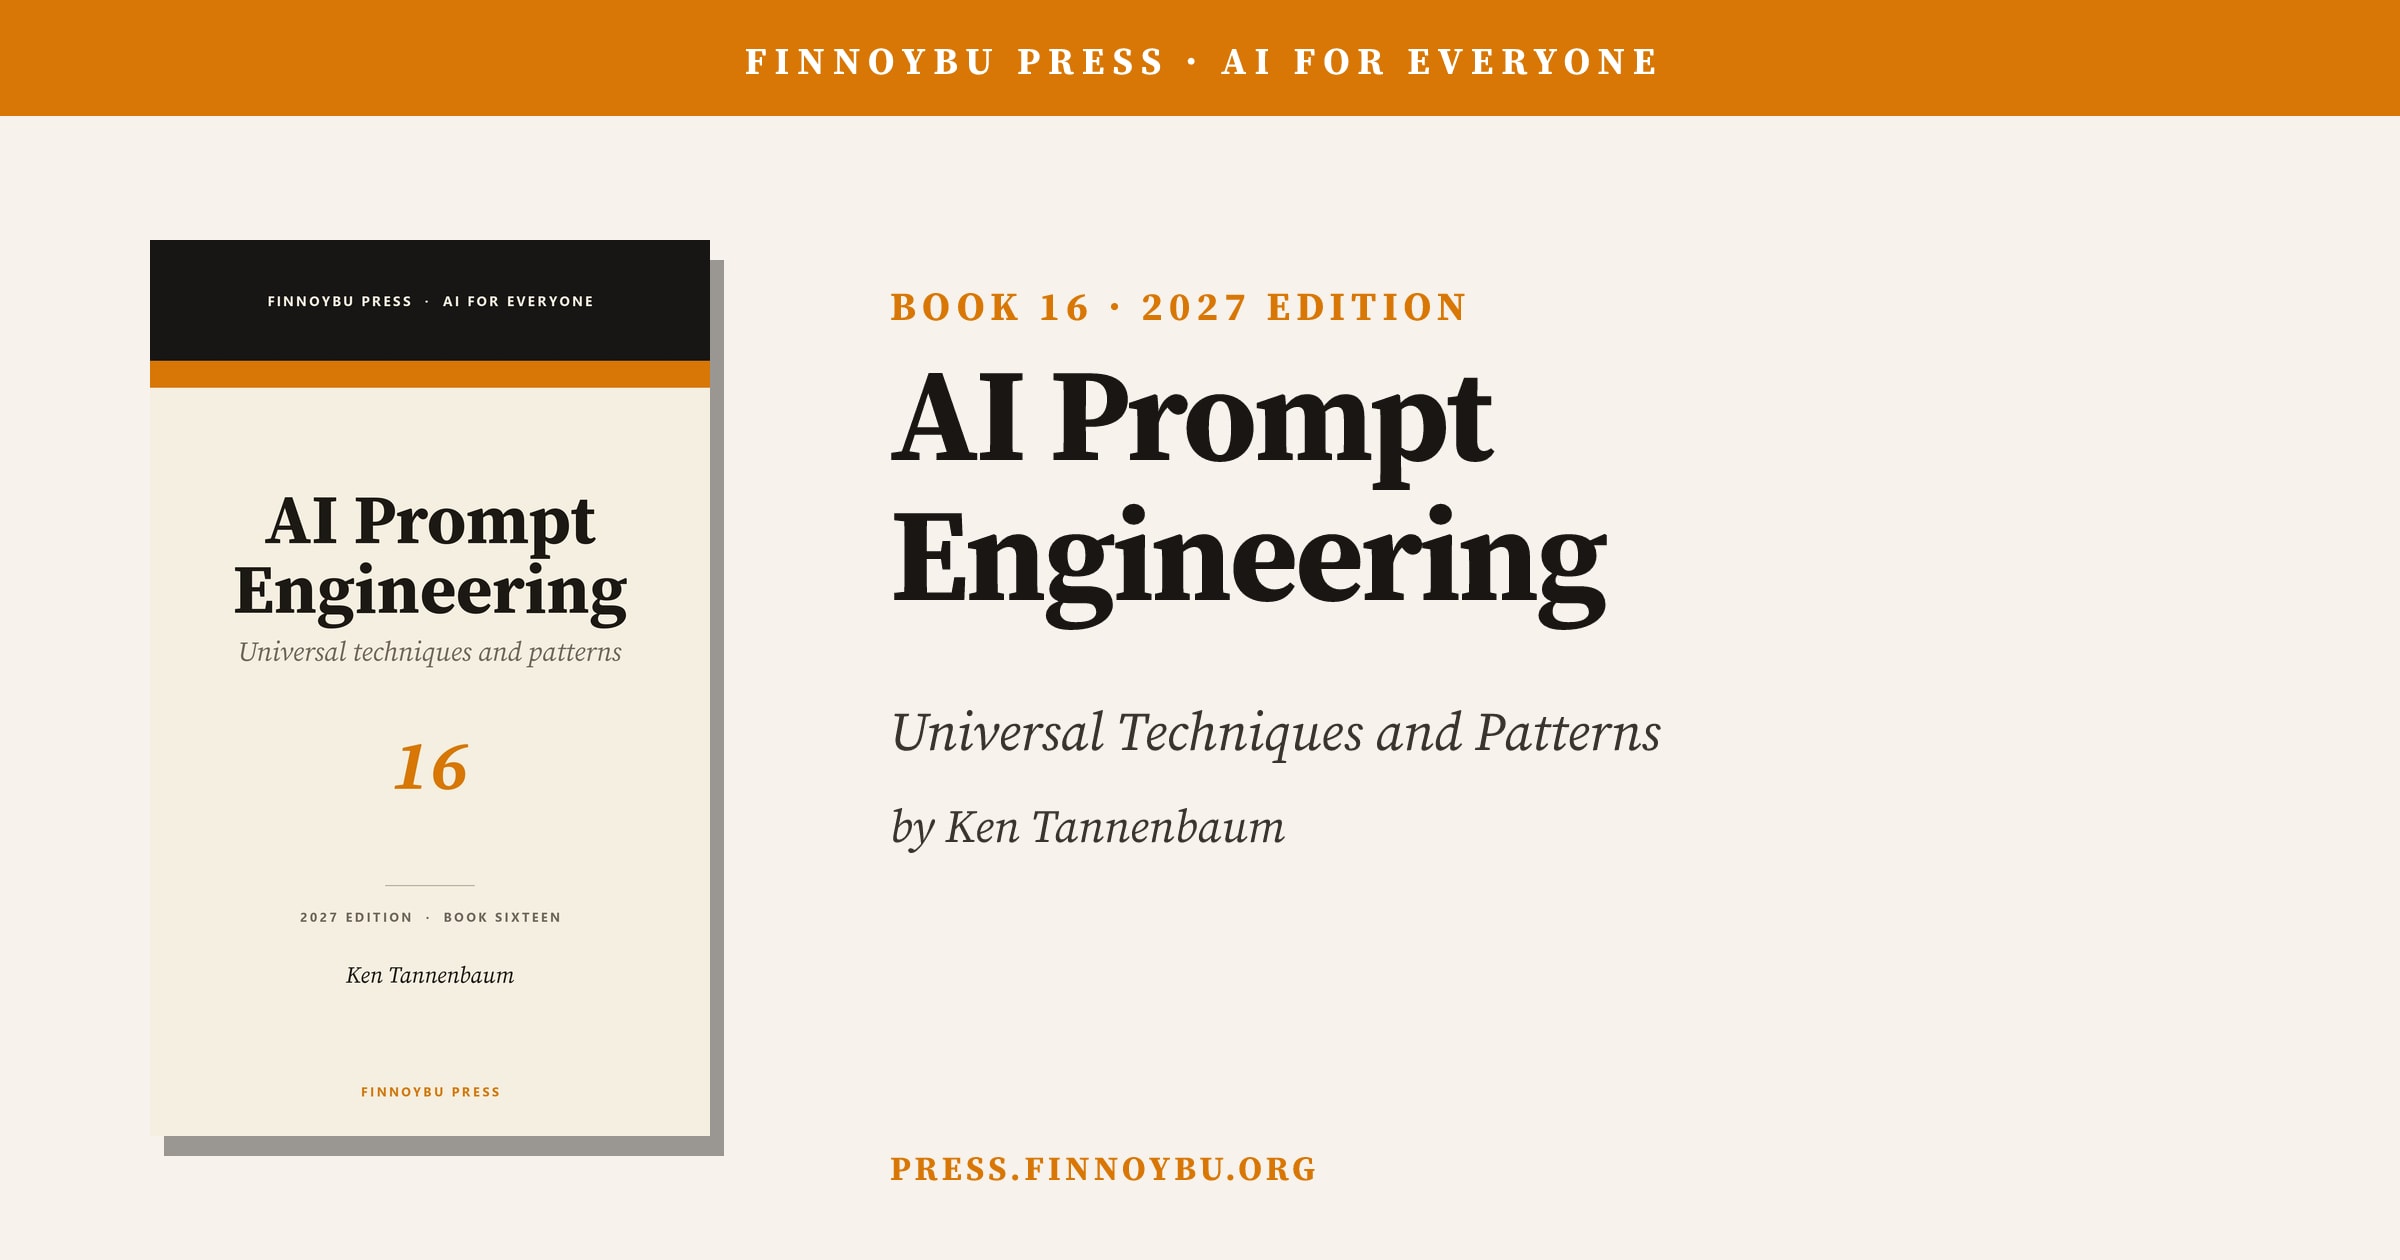 FINNOYBU PRESS · AI FOR EVERYONE
FINNOYBU PRESS · AI FOR EVERYONE
AI Prompt
Engineering
Universal techniques and patterns
16
2027 EDITION · BOOK SIXTEEN
Ken Tannenbaum
FINNOYBU PRESS
BOOK 16 · 2027 EDITION
AI Prompt
Engineering
Universal Techniques and Patterns
by Ken Tannenbaum
PRESS.FINNOYBU.ORG